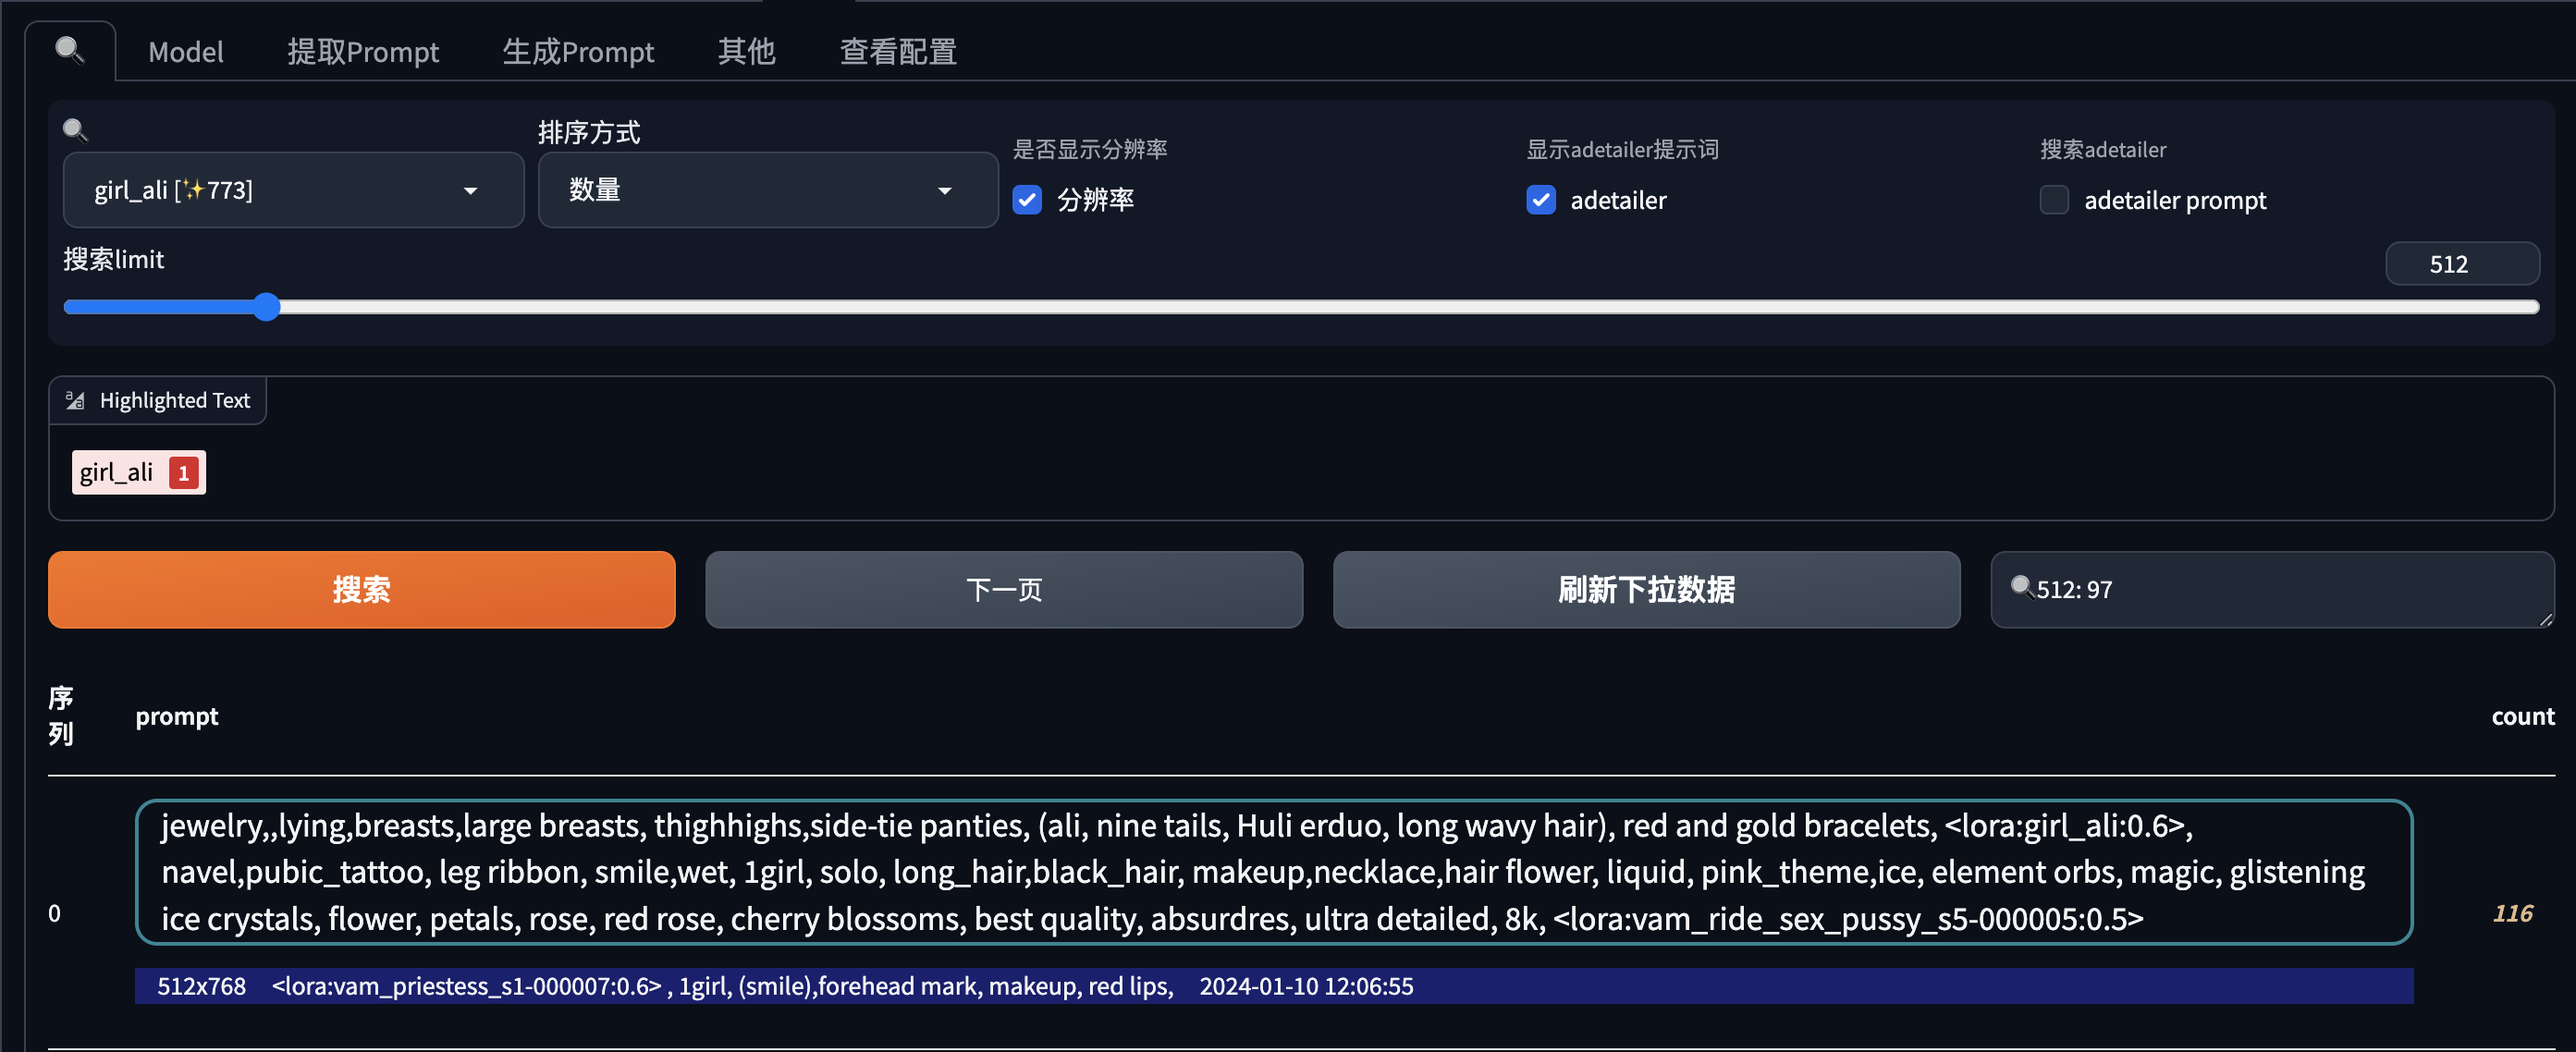 Model 提取Prompt 生成Prompt 其他 查看配置
排序方式
是否显示分辨率 显示adetailer提示词 搜索adetailer
girl_ali [✨773] 数量 分辨率 adetailer adetailer prompt
搜索limit 512
Highlighted Text
girl_ali 1
搜索 下一页 刷新下拉数据 🔍512: 97
序列 prompt count
jewelry,,lying,breasts,large breasts, thighhighs,side-tie panties, (ali, nine tails, Huli erduo, long wavy hair), red and gold bracelets, <lora:girl_ali:0.6>,
navel,pubic_tattoo, leg ribbon, smile,wet, 1girl, solo, long_hair,black_hair, makeup,necklace,hair flower, liquid, pink_theme,ice, element orbs, magic, glistening
0 ice crystals, flower, petals, rose, red rose, cherry blossoms, best quality, absurdres, ultra detailed, 8k, <lora:vam_ride_sex_pussy_s5-000005:0.5> 116
512x768 <lora:vam_priestess_s1-000007:0.6> , 1girl, (smile),forehead mark, makeup, red lips, 2024-01-10 12:06:55